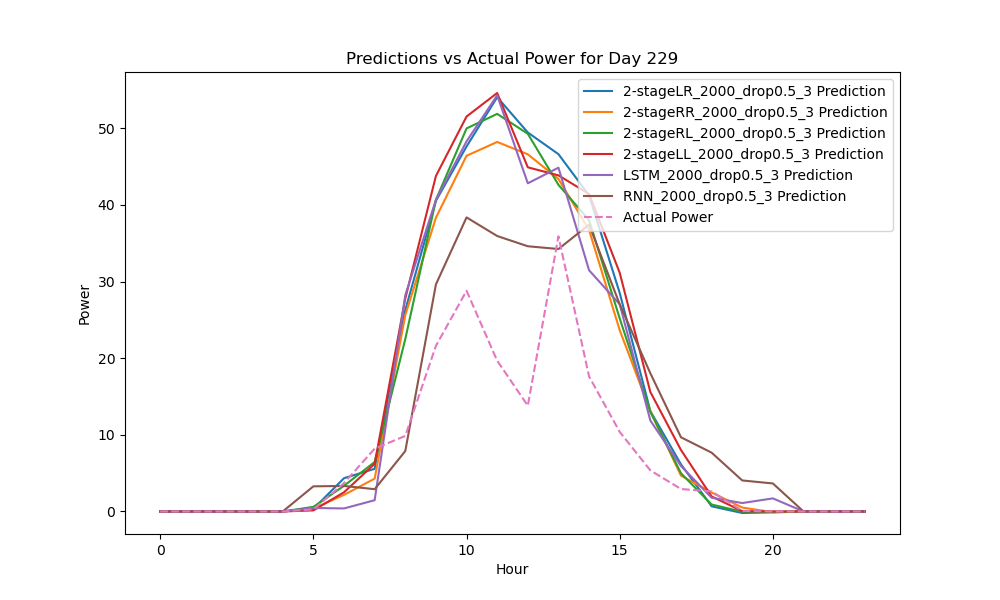 Predictions vs Actual Power for Day 229
2-stageLR_2000_drop0.5_3 Prediction
2-stageRR_2000_drop0.5_3 Prediction
2-stageRL_2000_drop0.5_3 Prediction
2-stageLL_2000_drop0.5_3 Prediction
LSTM_2000_drop0.5_3 Prediction
RNN_2000_drop0.5_3 Prediction
Actual Power
Power
50
40
30
20
10
0
0 5 10 15 20
Hour